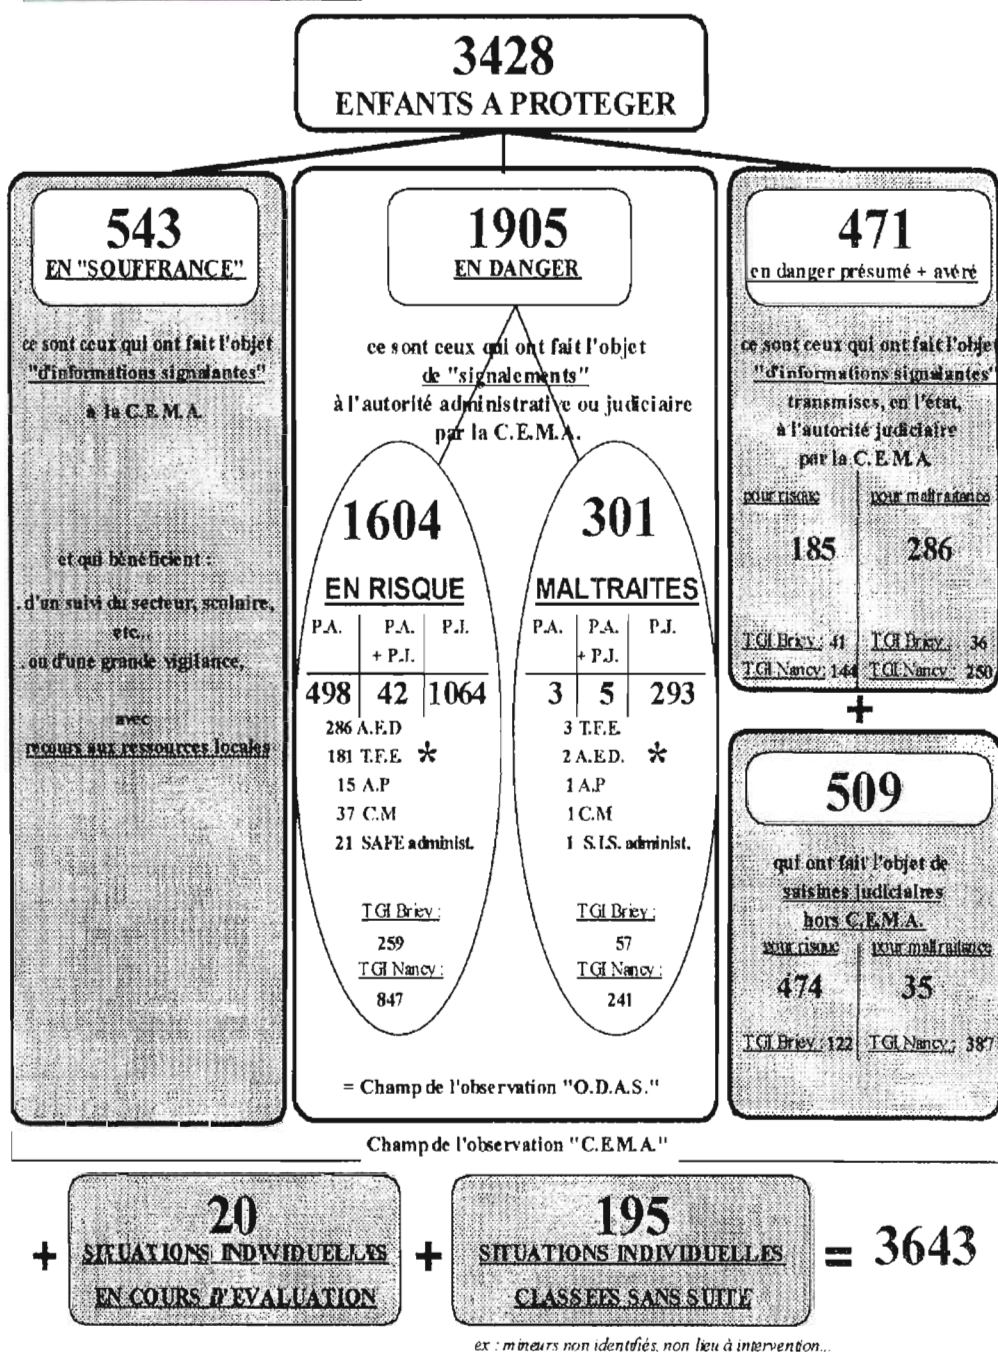 3428
ENFANTS A PROTEGER
543
EN "SOUFFRANCE"
ce sont ceux qui ont fait l'objet
"d'informations signalantes"
à la C.E.M.A.
et qui bénéficient :
. d'un suivi du secteur, scolaire,
etc..
. ou d'une grande vigilance,
avec
recours aux ressources locales
1905
EN DANGER
ce sont ceux qui ont fait l'objet
de "signalements"
à l'autorité administrative ou judiciaire
par la C.E.M.A.
1604
EN RISQUE
P.A. P.A. P.J.
+ P.J.
498 42 1064
286 A.E.D
181 T.F.E. *
15 A.P
37 C.M
21 SAFE administ.
TGI Briey :
259
TGI Nancy :
847
301
MALTRAITES
P.A. P.A. P.J.
+ P.J.
3 5 293
3 T.F.E.
2 A.E.D. *
1 A.P
1 C.M
1 S.I.S. administ.
TGI Briey :
57
TGI Nancy :
241
= Champ de l'observation "O.D.A.S."
471
en danger présumé + avéré
ce sont ceux qui ont fait l'objet
"d'informations signalantes"
transmises, en l'état,
à l'autorité judiciaire
par la C.E.M.A
pour risque pour maltraitance
185 286
TGI Briey : 41 TGI Briey : 36
TGI Nancy : 144 TGI Nancy : 250
+
509
qui ont fait l'objet de
saisines judiciaires
hors C.E.M.A.
pour risque pour maltraitance
474 35
TGI Briey : 122 TGI Nancy : 387
Champ de l'observation "C.E.M.A."
+ 20 + 195 = 3643
SITUATIONS INDIVIDUELLES SITUATIONS INDIVIDUELLES
EN COURS D'EVALUATION CLASSEES SANS SUITE
ex : mineurs non identifiés, non lieu à intervention...